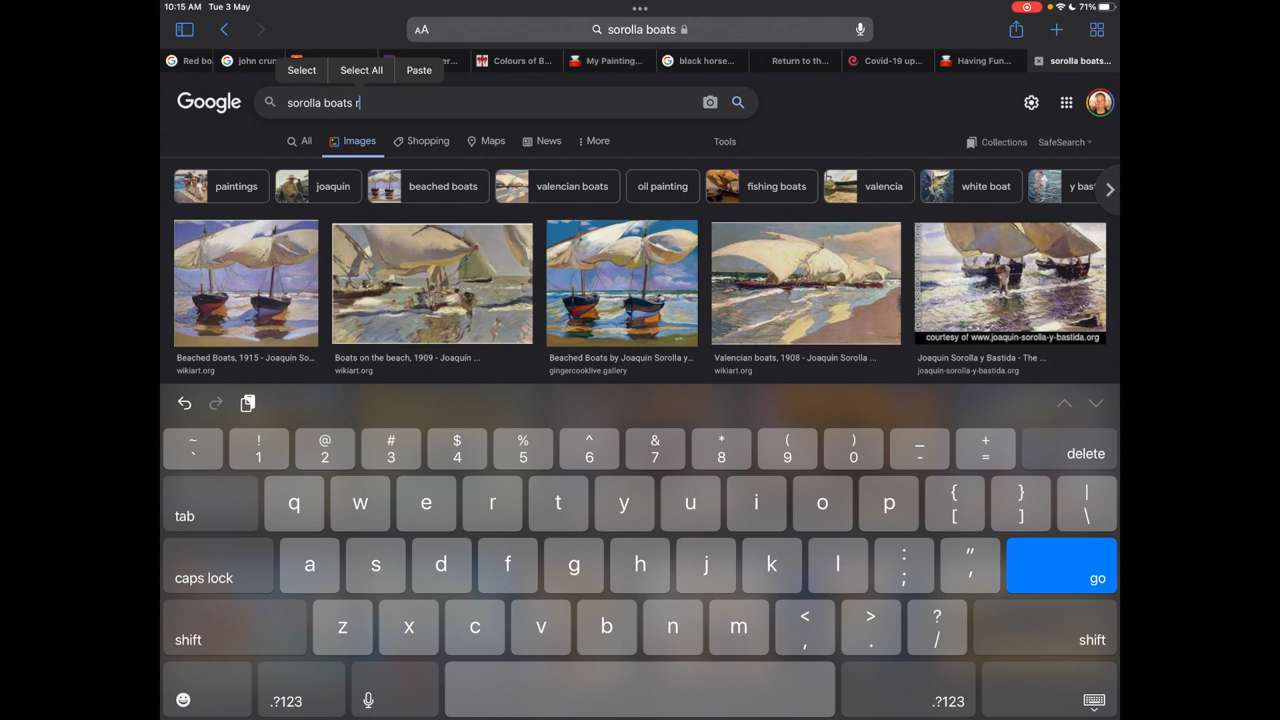 10:15 AM Tue 3 May
71%
AA
sorolla boats
Red bo
john crun
...
Colours of B...
My Painting...
black horse...
Return to th...
Covid-19 up...
Having Fun...
sorolla boats...
Select
Select All
Paste
Google
sorolla boats r
All
Images
Shopping
Maps
News
More
Tools
Collections
SafeSearch
paintings
joaquín
beached boats
valencian boats
oil painting
fishing boats
valencia
white boat
y bast
courtesy of www.joaquin-sorolla-y-bastida.org
Beached Boats, 1915 - Joaquín So...
wikiart.org
Boats on the beach, 1909 - Joaquín ...
wikiart.org
Beached Boats by Joaquin Sorolla y...
gingercooklive.gallery
Valencian boats, 1908 - Joaquín Sorolla ...
wikiart.org
Joaquin Sorolla y Bastida - The ...
joaquin-sorolla-y-bastida.org
~ ! @ # $ % ^ & * ( ) _ +
` 1 2 3 4 5 6 7 8 9 0 - = delete
tab q w e r t y u i o p { [ } ] | \
caps lock a s d f g h j k l : ; " ' go
shift z x c v b n m < , > . ? / shift
.?123 .?123